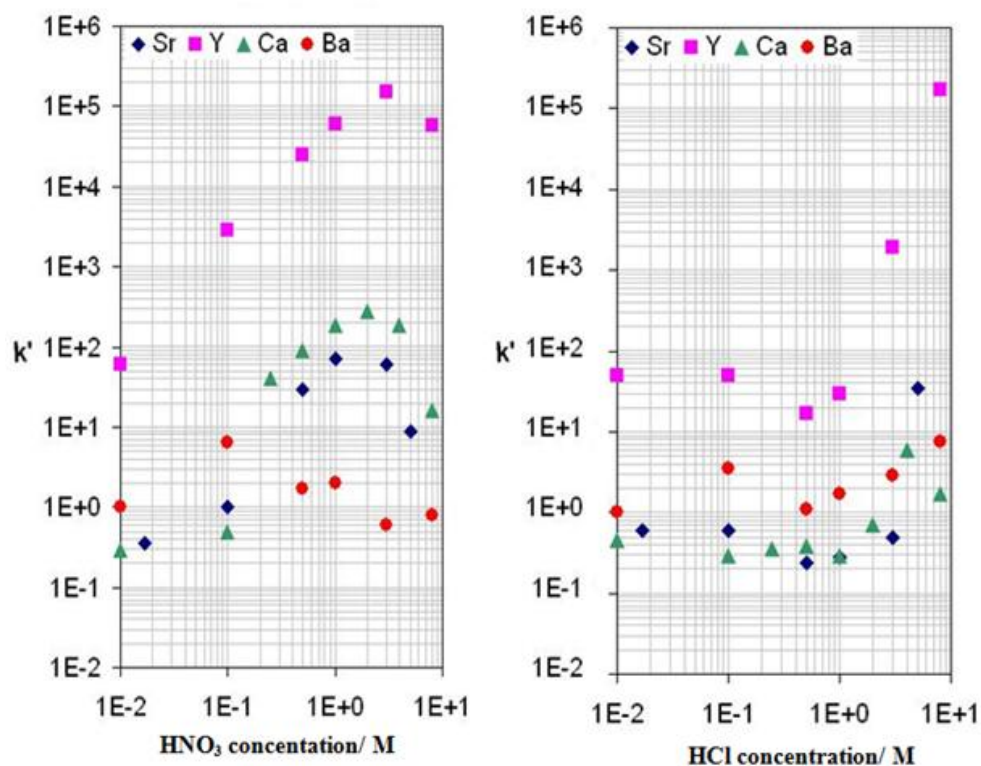 1E+6
Sr Y Ca Ba
1E+5
1E+4
1E+3
k'
1E+2
1E+1
1E+0
1E-1
1E-2
1E-2 1E-1 1E+0 1E+1
HNO₃ concentation/ M
1E+6
Sr Y Ca Ba
1E+5
1E+4
1E+3
k'
1E+2
1E+1
1E+0
1E-1
1E-2
1E-2 1E-1 1E+0 1E+1
HCl concentration/ M